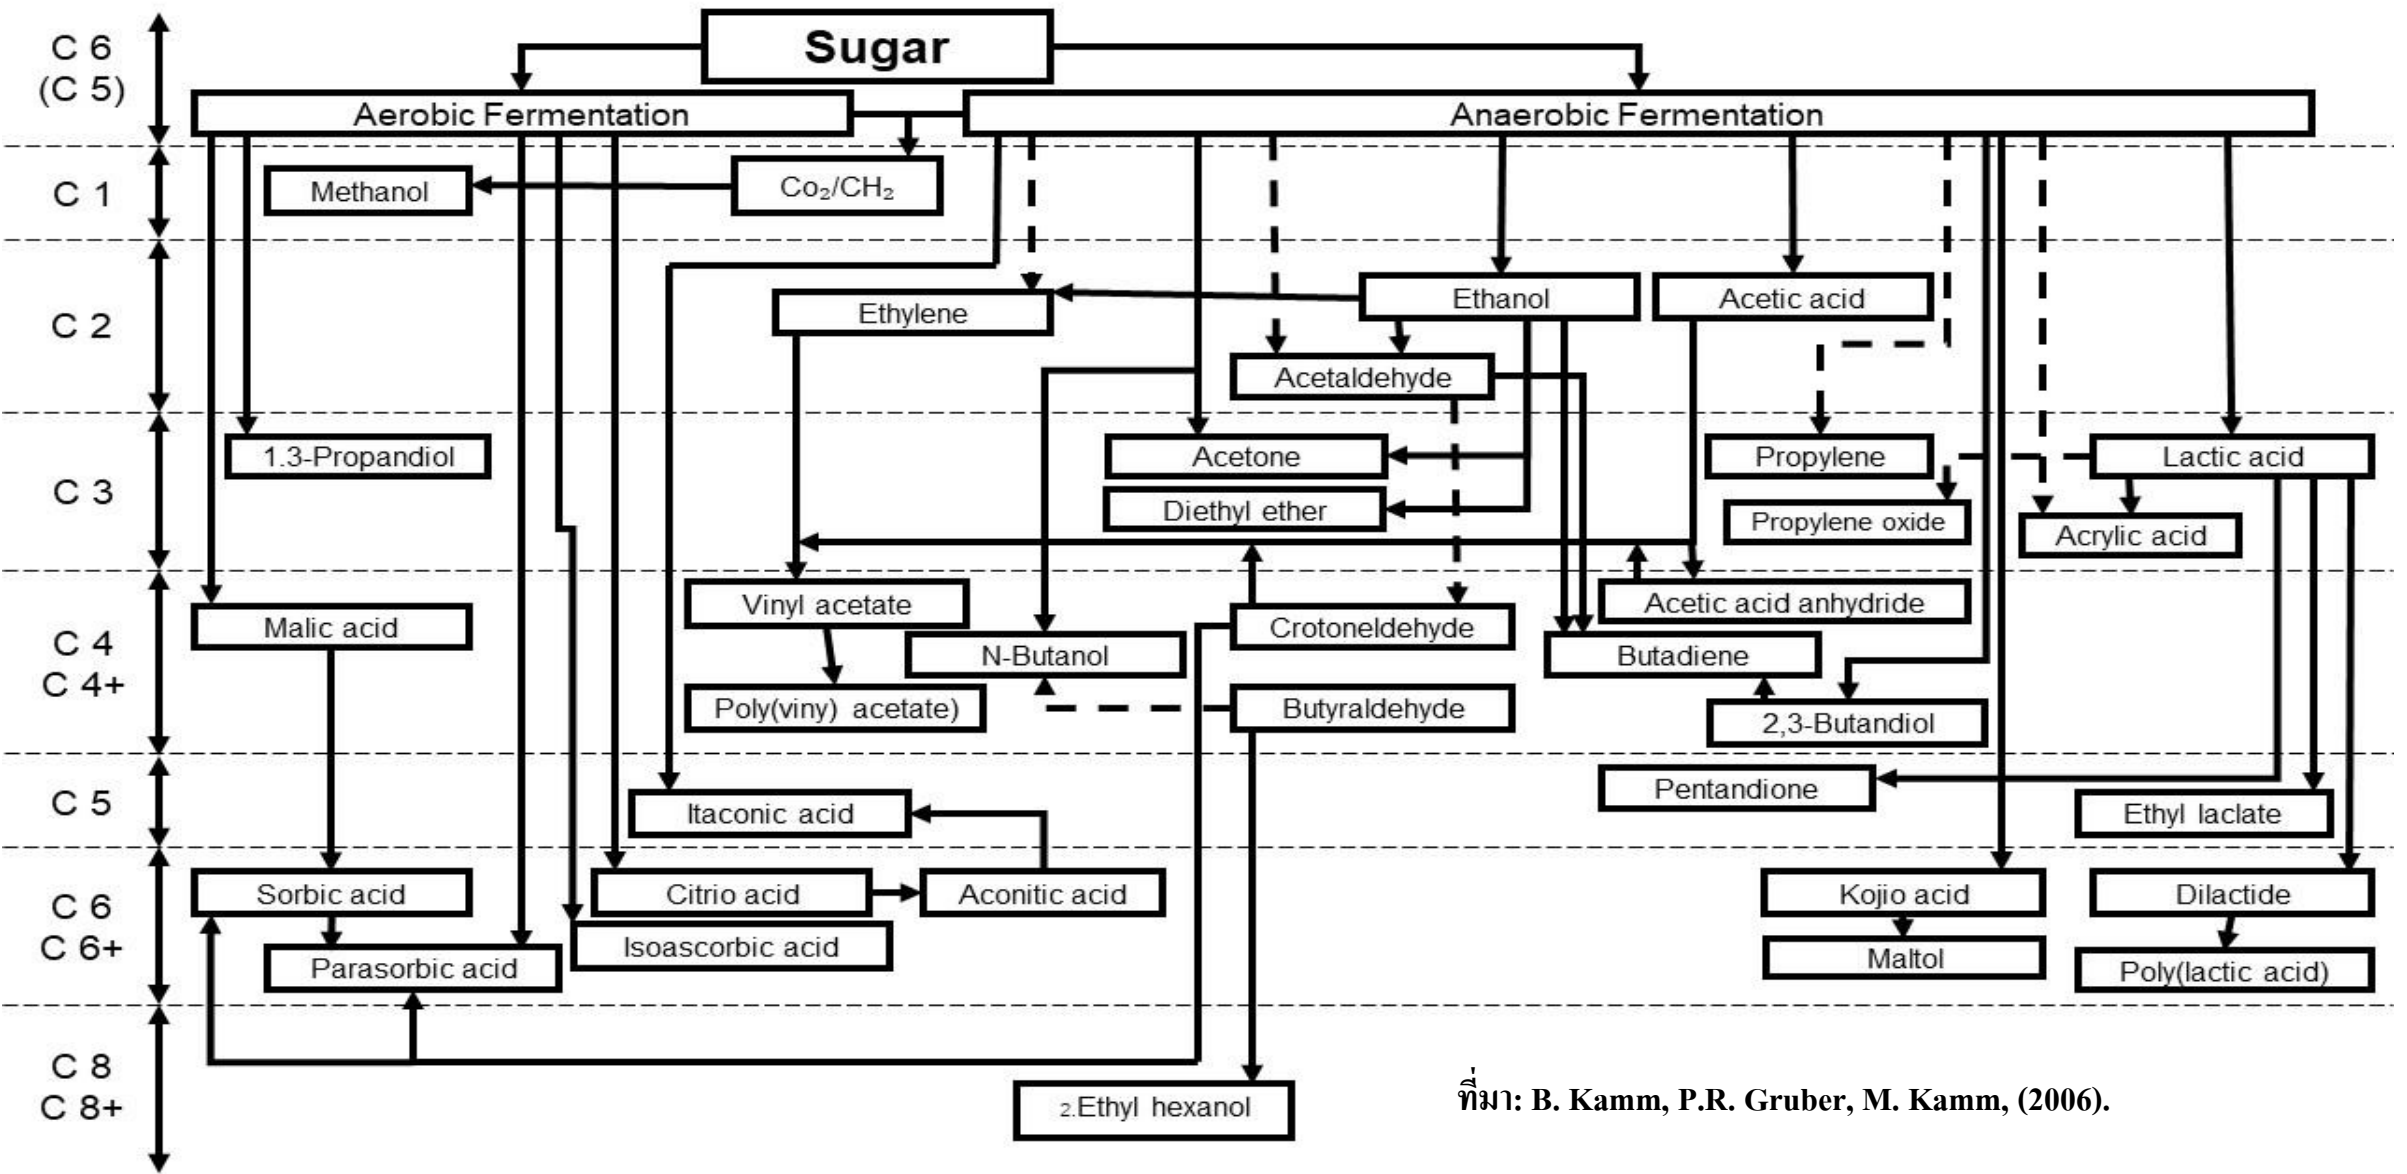 Sugar
C 6
(C 5)
Aerobic Fermentation
Anaerobic Fermentation
C 1
Methanol
Co₂/CH₂
C 2
Ethylene
Ethanol
Acetic acid
Acetaldehyde
C 3
1.3-Propandiol
Acetone
Propylene
Lactic acid
Diethyl ether
Propylene oxide
Acrylic acid
C 4
C 4+
Malic acid
Vinyl acetate
N-Butanol
Crotoneldehyde
Acetic acid anhydride
Butadiene
Poly(viny) acetate)
Butyraldehyde
2,3-Butandiol
C 5
Itaconic acid
Pentandione
Ethyl laclate
C 6
C 6+
Sorbic acid
Citrio acid
Aconitic acid
Kojio acid
Dilactide
Parasorbic acid
Isoascorbic acid
Maltol
Poly(lactic acid)
C 8
C 8+
2.Ethyl hexanol
ที่มา: B. Kamm, P.R. Gruber, M. Kamm, (2006).